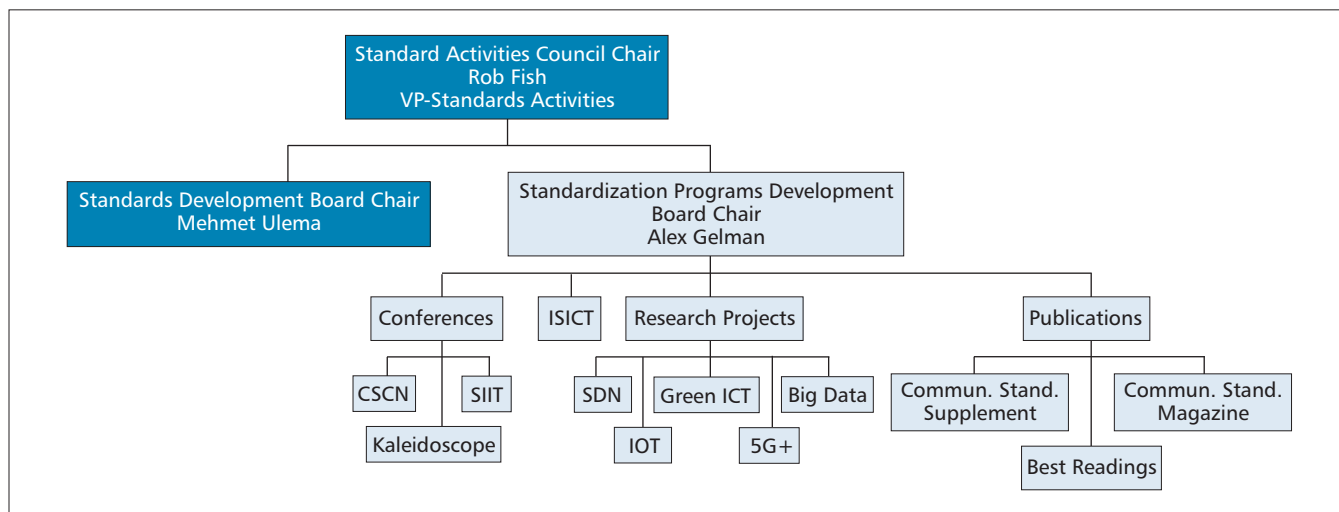 Standard Activities Council Chair
Rob Fish
VP-Standards Activities
Standards Development Board Chair
Mehmet Ulema
Standardization Programs Development
Board Chair
Alex Gelman
Conferences
ISICT
Research Projects
Publications
CSCN
SIIT
Kaleidoscope
SDN
Green ICT
Big Data
IOT
5G+
Commun. Stand.
Supplement
Commun. Stand.
Magazine
Best Readings